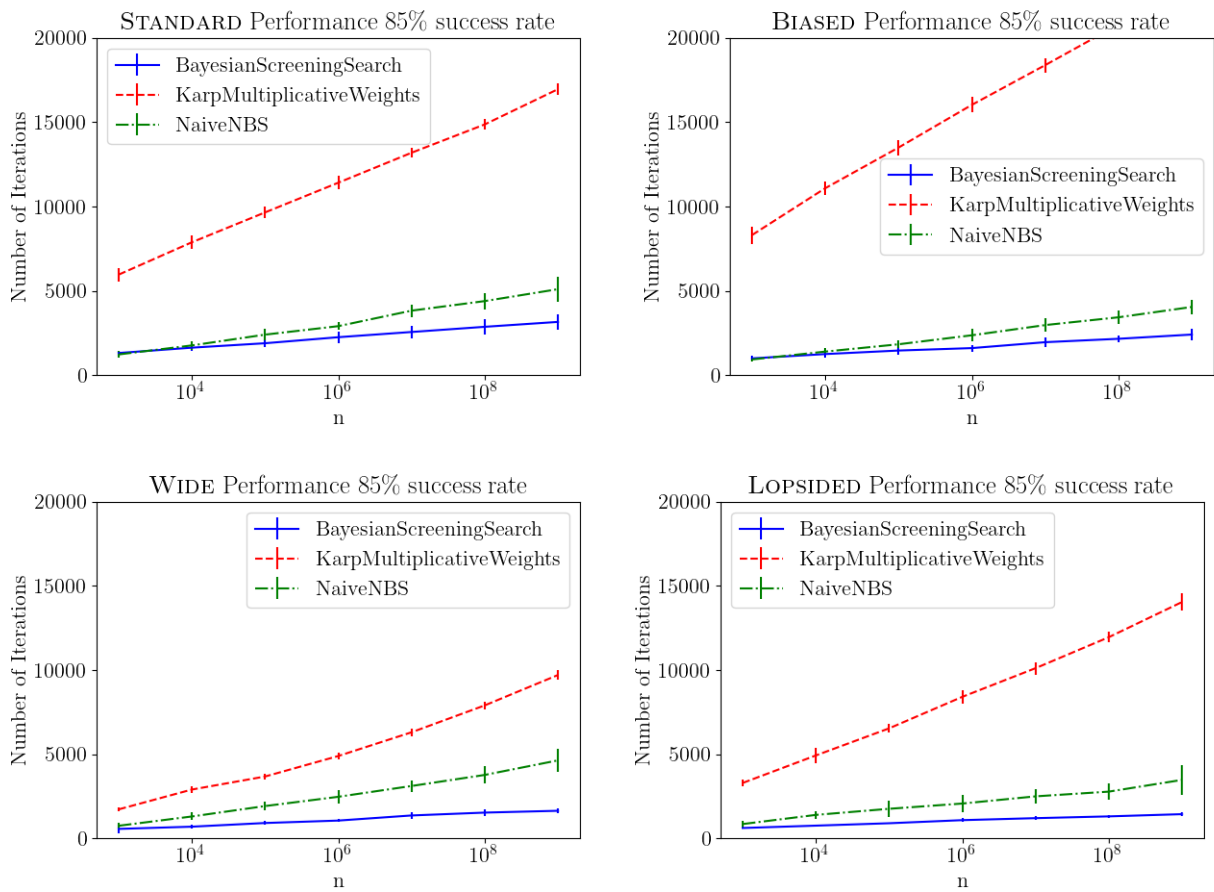 STANDARD Performance 85% success rate
20000
15000
10000
5000
0
Number of Iterations
BayesianScreeningSearch
KarpMultiplicativeWeights
NaiveNBS
10^4
10^6
10^8
n
BIASED Performance 85% success rate
20000
15000
10000
5000
0
Number of Iterations
BayesianScreeningSearch
KarpMultiplicativeWeights
NaiveNBS
10^4
10^6
10^8
n
WIDE Performance 85% success rate
20000
15000
10000
5000
0
Number of Iterations
BayesianScreeningSearch
KarpMultiplicativeWeights
NaiveNBS
10^4
10^6
10^8
n
LOPSIDED Performance 85% success rate
20000
15000
10000
5000
0
Number of Iterations
BayesianScreeningSearch
KarpMultiplicativeWeights
NaiveNBS
10^4
10^6
10^8
n